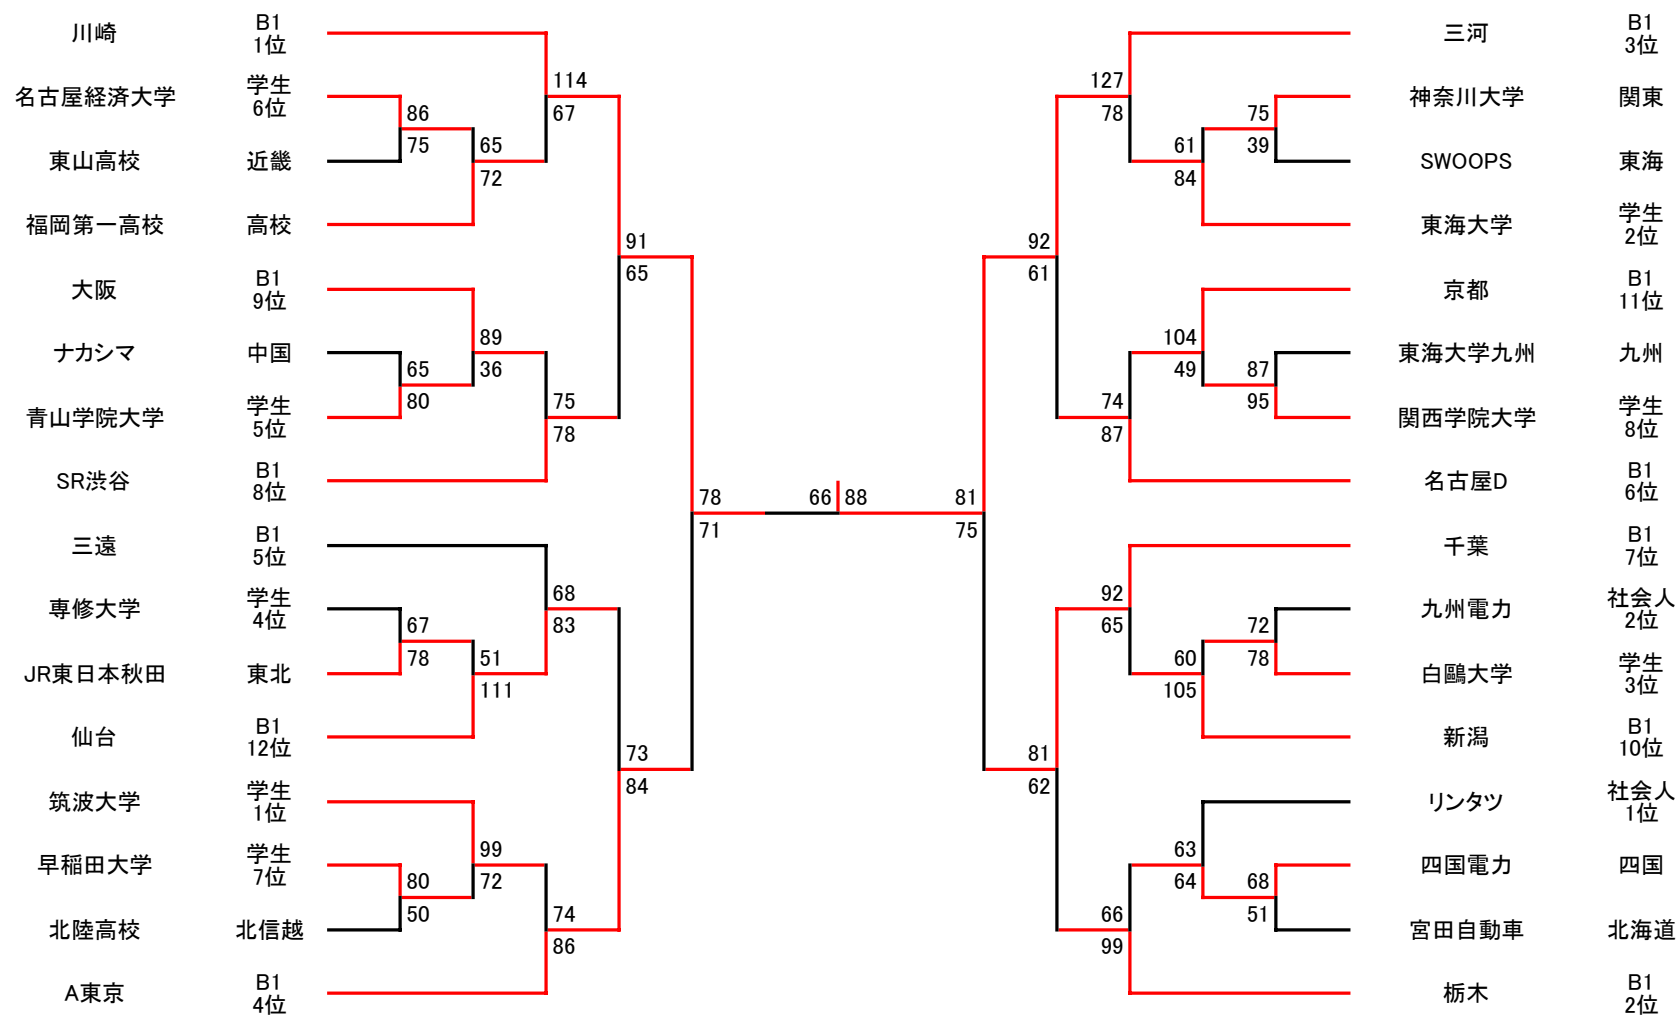 川崎
B1
1位
名古屋経済大学
学生
6位
東山高校
近畿
福岡第一高校
高校
大阪
B1
9位
ナカシマ
中国
青山学院大学
学生
5位
SR渋谷
B1
8位
三遠
B1
5位
専修大学
学生
4位
JR東日本秋田
東北
仙台
B1
12位
筑波大学
学生
1位
早稲田大学
学生
7位
北陸高校
北信越
A東京
B1
4位
86
75
65
80
67
78
80
50
65
72
89
36
51
111
99
72
114
67
75
78
68
83
74
86
91
65
73
84
78
71
66
88
81
75
92
61
81
62
127
78
74
87
92
65
66
99
61
84
104
49
60
105
63
64
75
39
87
95
72
78
68
51
三河
B1
3位
神奈川大学
関東
SWOOPS
東海
東海大学
学生
2位
京都
B1
11位
東海大学九州
九州
関西学院大学
学生
8位
名古屋D
B1
6位
千葉
B1
7位
九州電力
社会人
2位
白鷗大学
学生
3位
新潟
B1
10位
リンタツ
社会人
1位
四国電力
四国
宮田自動車
北海道
栃木
B1
2位